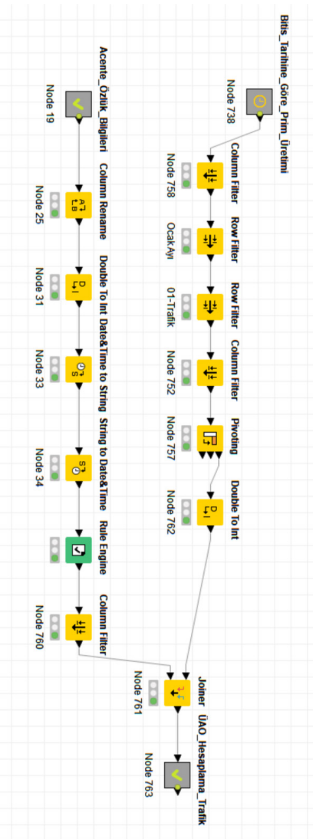 Bitis_Tarihine_Göre_Prim_Üretimi
Node 738
Column Filter
Node 758
Row Filter
OcakAyı
Row Filter
01-Trafik
Column Filter
Node 752
Pivoting
Node 757
Double To Int
Node 762
Acente_Özlük_Bilgileri
Node 19
Column Rename
Node 25
Double To Int
Node 31
Date&Time to String
Node 33
String to Date&Time
Node 34
Rule Engine
Column Filter
Node 760
Joiner
Node 761
ÜAO_Hesaplama_Trafik
Node 763